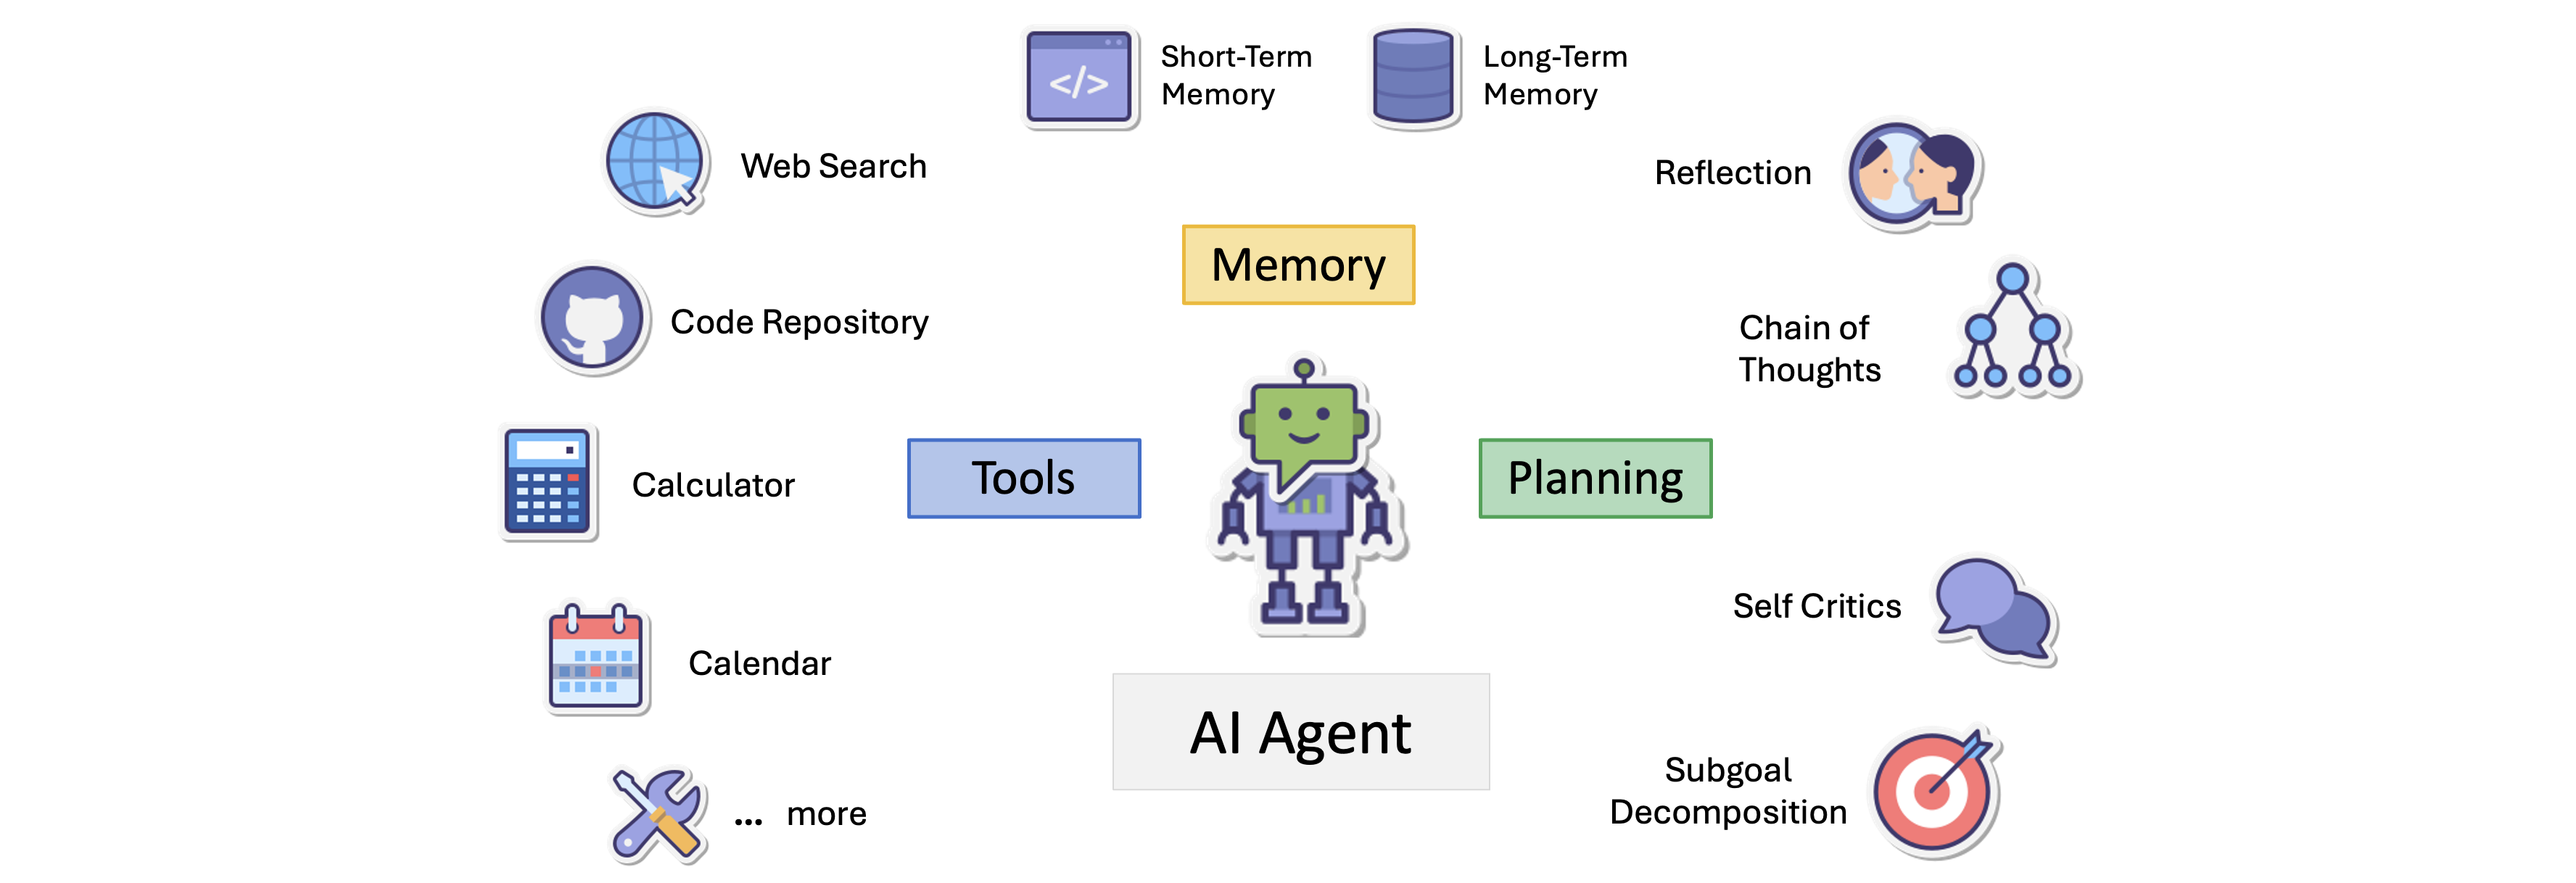 Short-Term
Memory
Long-Term
Memory
Web Search
Reflection
Memory
Code Repository
Chain of
Thoughts
Tools
Planning
Calculator
Self Critics
Calendar
AI Agent
Subgoal
Decomposition
... more
</>